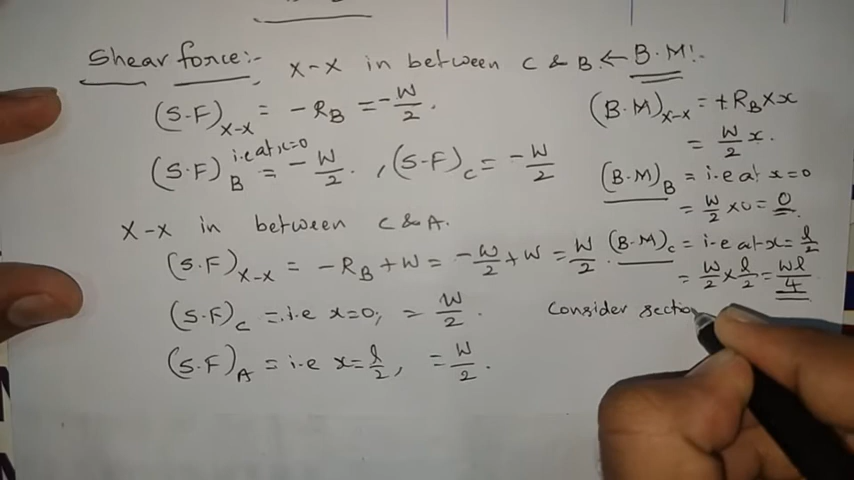 Shear force:- X-X in between C & B. ← B.M:-
(S.F)X-X = -RB = -W/2.
(S.F)B i.e at x=0 = -W/2. , (S.F)C = -W/2
X-X in between C & A.
(S.F)X-X = -RB + W = -W/2 + W = W/2.
(S.F)C = i.e x=0; = W/2.
(S.F)A = i.e x=l/2, = W/2.
(B.M)X-X = +RB × x
= W/2 x.
(B.M)B = i.e at x=0
= W/2 × 0 = 0.
(B.M)C = i.e at x = l/2
= W/2 × l/2 = Wl/4
Consider sectio